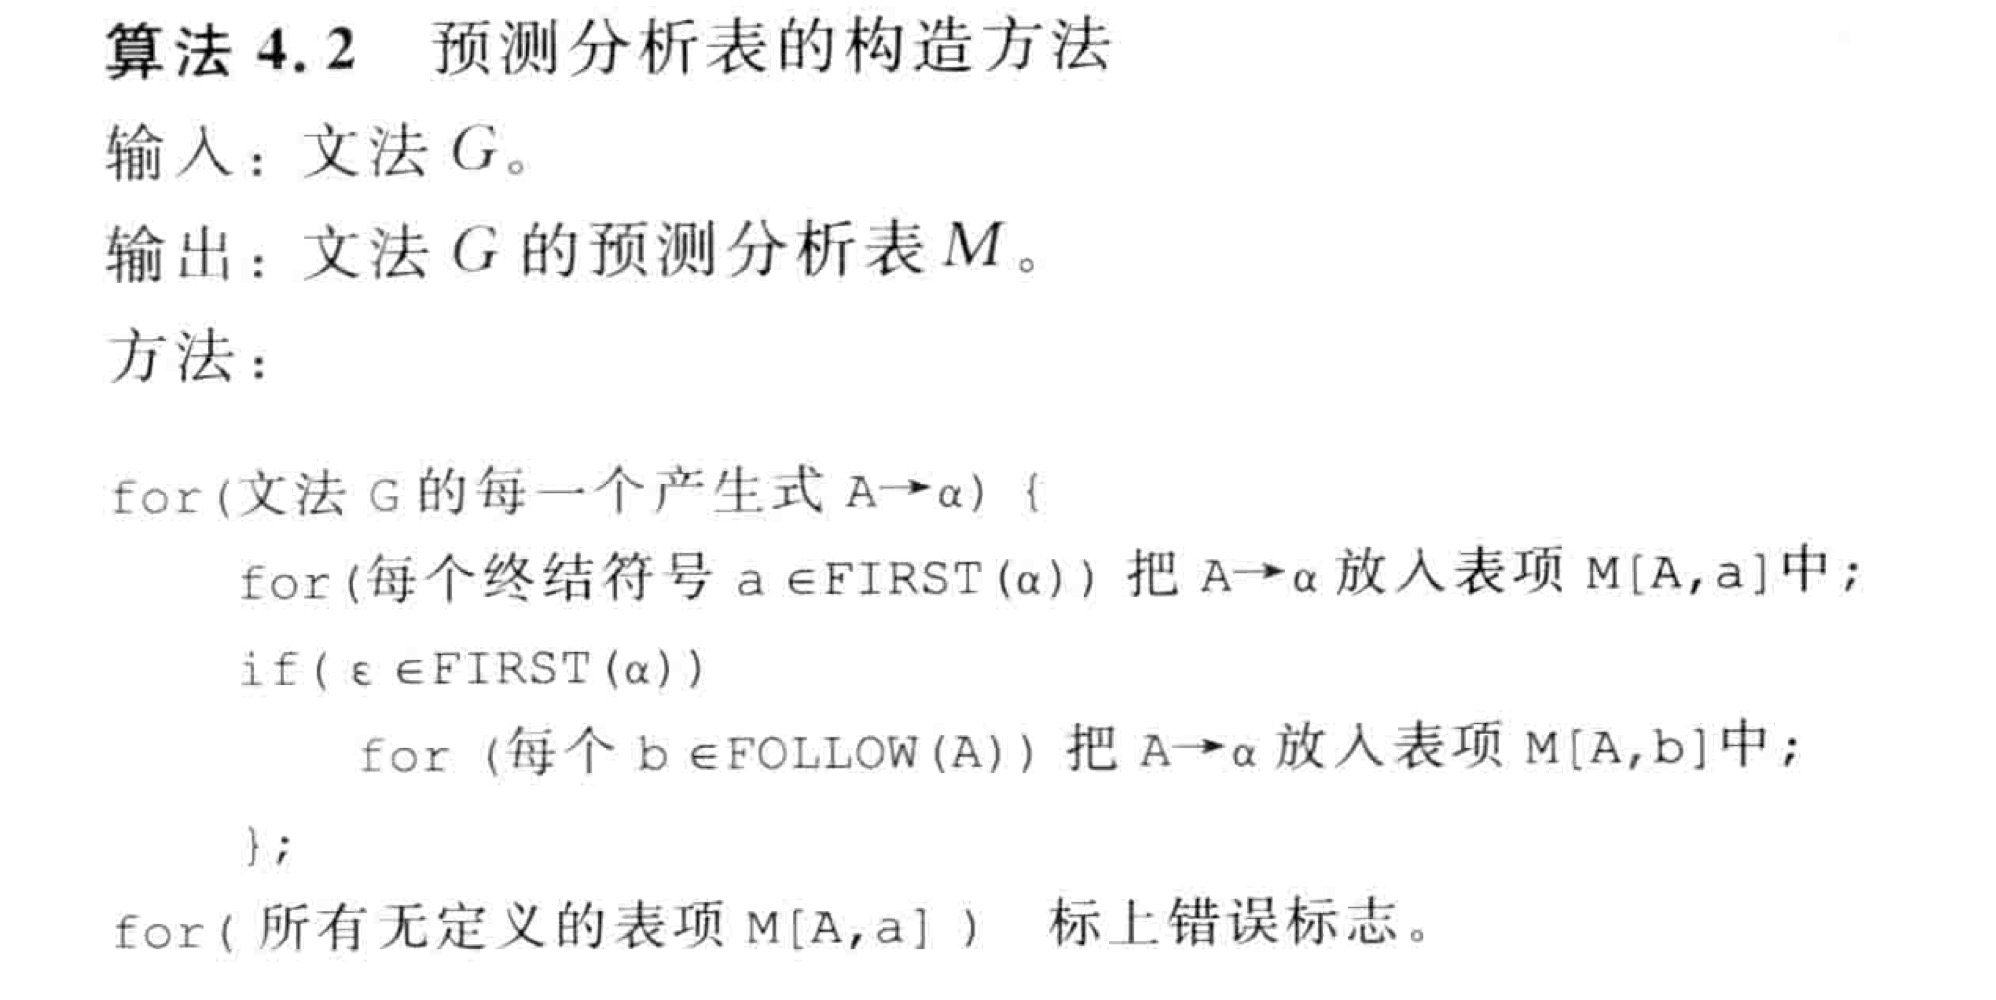 算法 4.2 预测分析表的构造方法
输入：文法 G。
输出：文法 G 的预测分析表 M。
方法：
for(文法 G 的每一个产生式 A→α) {
for(每个终结符号 a ∈FIRST(α)) 把 A→α 放入表项 M[A,a]中;
if( ε ∈FIRST(α))
for (每个 b ∈FOLLOW(A)) 把 A→α 放入表项 M[A,b]中;
};
for( 所有无定义的表项 M[A,a] ) 标上错误标志。